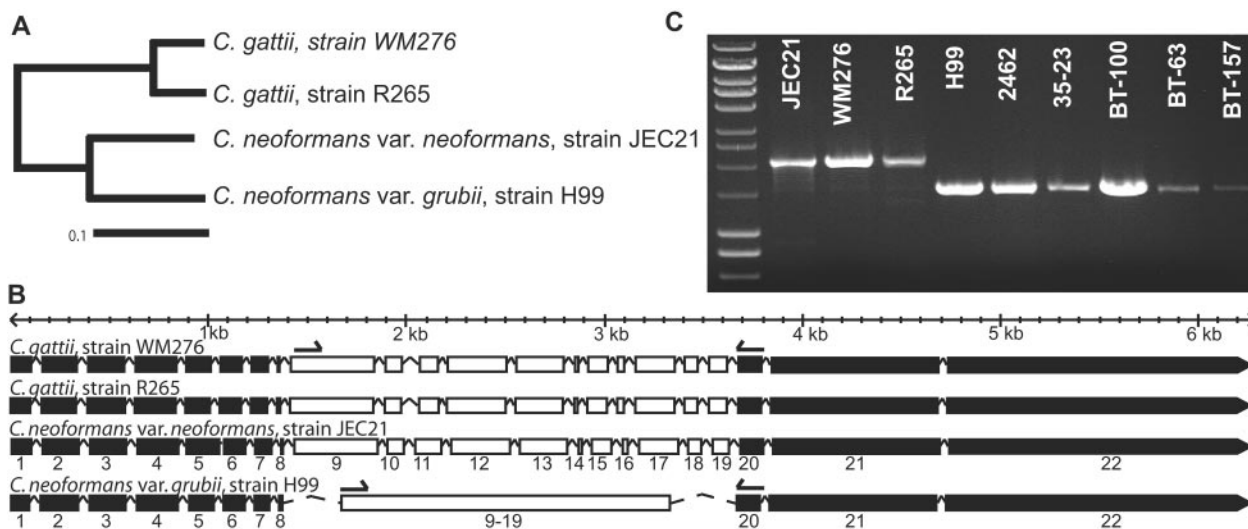 A
C. gattii, strain WM276
C. gattii, strain R265
C. neoformans var. neoformans, strain JEC21
C. neoformans var. grubii, strain H99
0.1
C
JEC21
WM276
R265
H99
2462
35-23
BT-100
BT-63
BT-157
B
1kb 2 kb 3 kb 4 kb 5 kb 6 kb
C. gattii, strain WM276
C. gattii, strain R265
C. neoformans var. neoformans, strain JEC21
1 2 3 4 5 6 7 8 9 10 11 12 13 14 15 16 17 18 19 20 21 22
C. neoformans var. grubii, strain H99
1 2 3 4 5 6 7 8 9-19 20 21 22